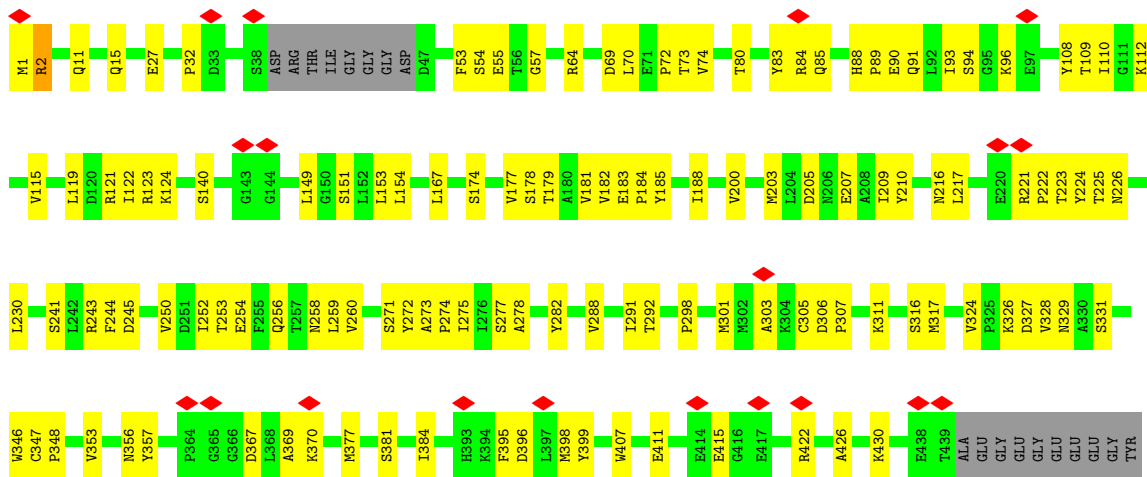 M1 R2 Q11 Q15 E27 P32 D33 S38 ASP ARG THR ILE GLY GLY GLY ASP D47 F53 S54 E55 T56 G57 R64 D69 L70 E71 P72 T73 V74 T80 Y83 R84 Q85 H88 P89 E90 Q91 L92 I93 S94 G95 K96 E97 Y108 T109 I110 G111 K112
V115 L119 D120 R121 I122 R123 K124 S140 G143 G144 L149 G150 S151 L152 L153 L154 L167 S174 V177 S178 T179 A180 V181 V182 E183 P184 Y185 I188 V200 M203 L204 D205 N206 E207 A208 I209 Y210 N216 L217 E220 R221 P222 T223 Y224 T225 N226
L230 S241 L242 R243 F244 D245 V250 D251 I252 T253 E254 F255 Q256 T257 N258 L259 V260 S271 Y272 A273 P274 I275 I276 S277 A278 Y282 V288 I291 T292 P298 M301 M302 A303 K304 C305 D306 P307 K311 S316 M317 V324 P325 K326 D327 V328 N329 A330 S331
W346 C347 P348 V353 N356 Y357 P364 G365 G366 D367 L368 A369 K370 M377 S381 I384 H393 K394 F395 D396 L397 M398 Y399 W407 E411 E414 E415 G416 E417 R422 A426 K430 E438 T439 ALA GLU GLU GLY GLU GLU GLU GLY TYR